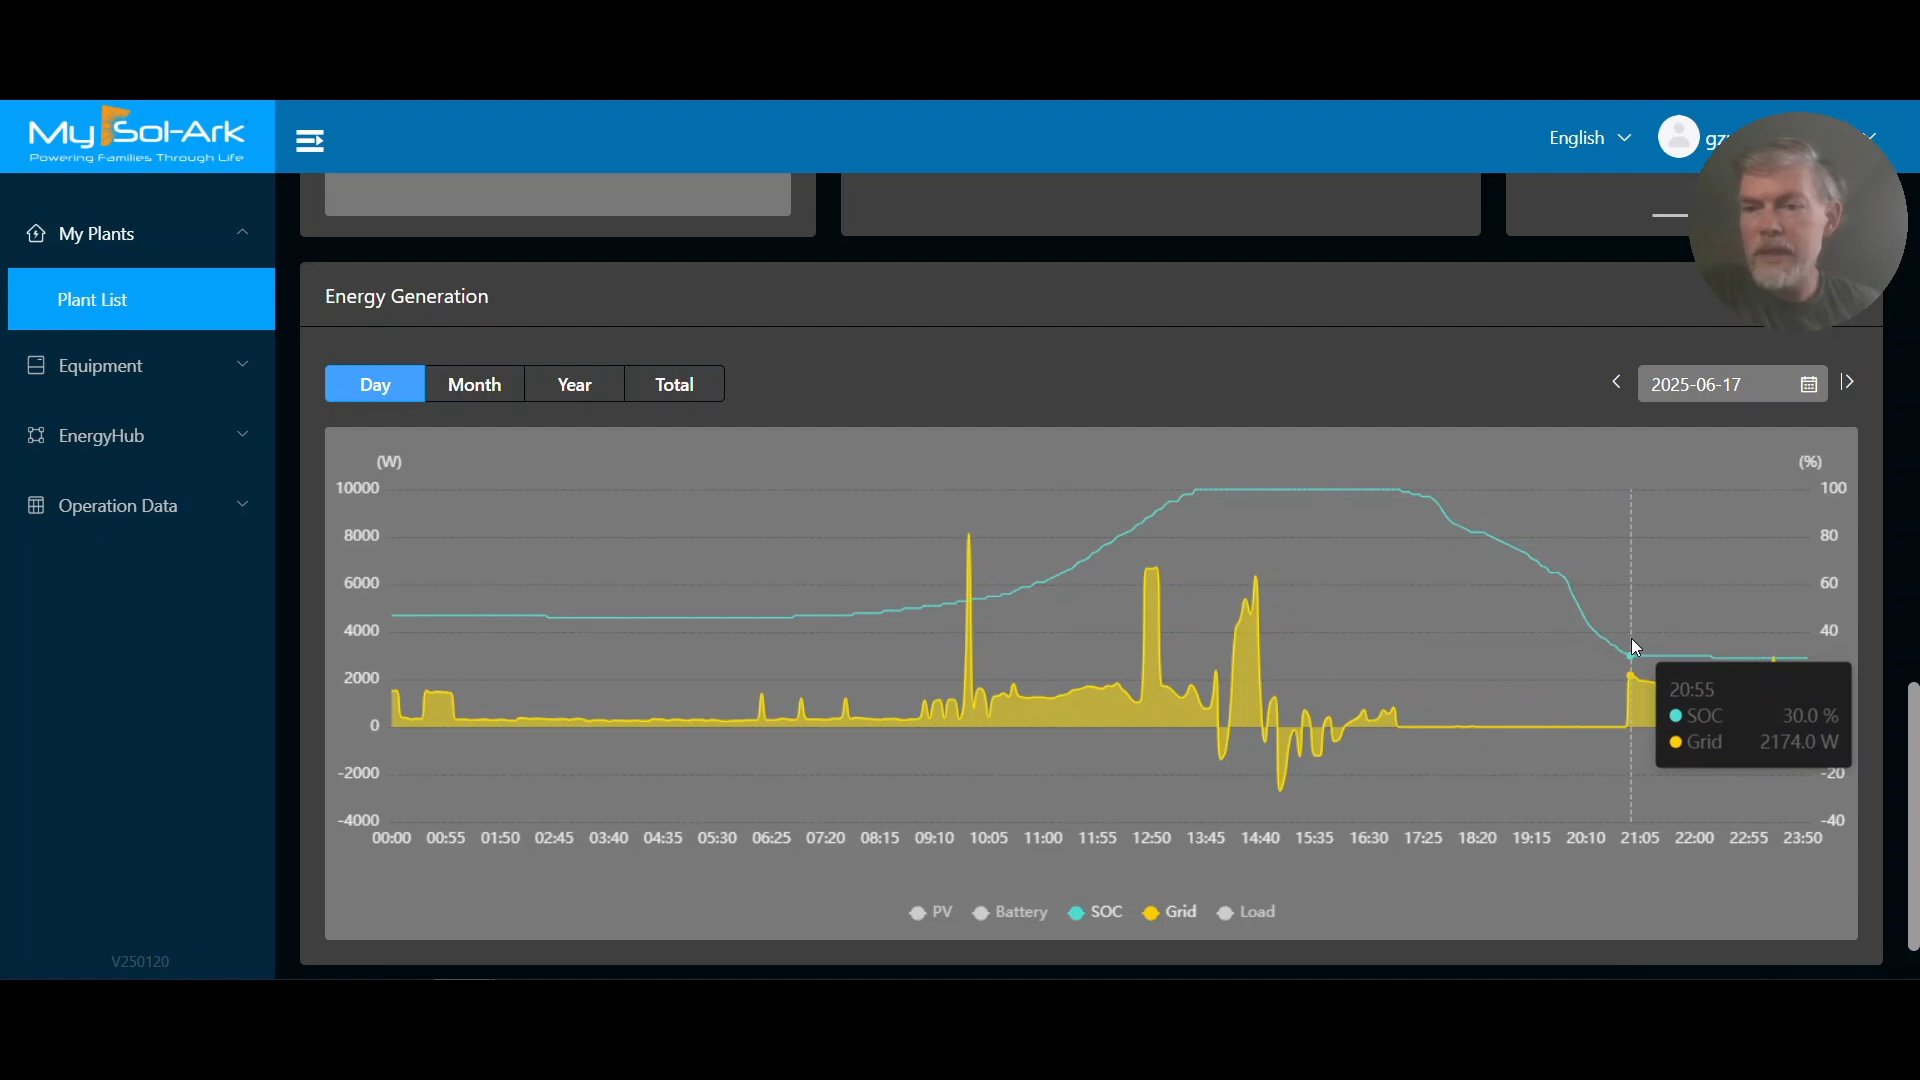 My Sol-Ark
Powering Families Through Life
English
gz
My Plants
Plant List
Equipment
EnergyHub
Operation Data
V250120
Energy Generation
Day Month Year Total
2025-06-17
(W) (%)
10000 100
8000 80
6000 60
4000 40
2000
0
-2000 -20
-4000 -40
00:00 00:55 01:50 02:45 03:40 04:35 05:30 06:25 07:20 08:15 09:10 10:05 11:00 11:55 12:50 13:45 14:40 15:35 16:30 17:25 18:20 19:15 20:10 21:05 22:00 22:55 23:50
20:55
SOC 30.0 %
Grid 2174.0 W
PV Battery SOC Grid Load